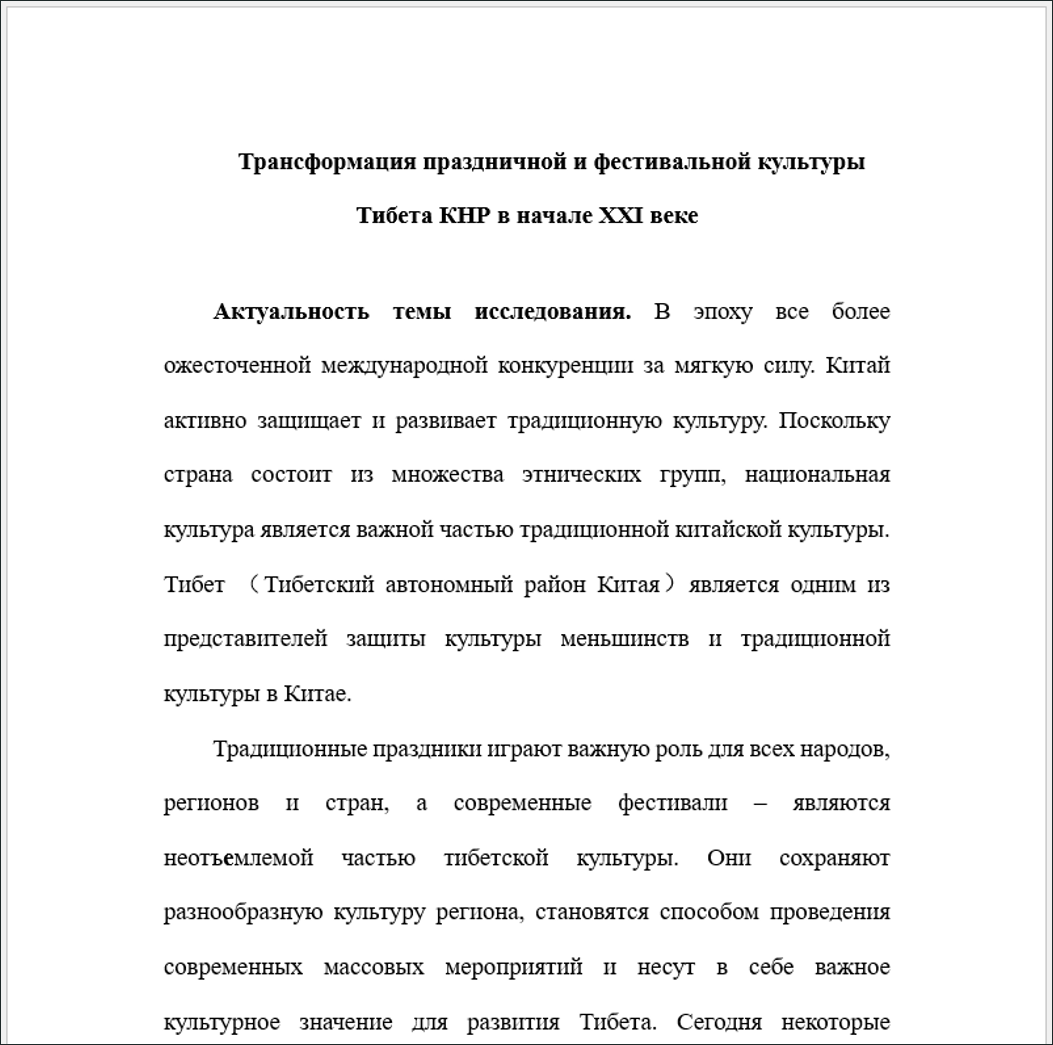 Трансформация праздничной и фестивальной культуры
Тибета КНР в начале XXI веке
Актуальность темы исследования. В эпоху все более
ожесточенной международной конкуренции за мягкую силу. Китай
активно защищает и развивает традиционную культуру. Поскольку
страна состоит из множества этнических групп, национальная
культура является важной частью традиционной китайской культуры.
Тибет （Тибетский автономный район Китая）является одним из
представителей защиты культуры меньшинств и традиционной
культуры в Китае.
Традиционные праздники играют важную роль для всех народов,
регионов и стран, а современные фестивали – являются
неотъемлемой частью тибетской культуры. Они сохраняют
разнообразную культуру региона, становятся способом проведения
современных массовых мероприятий и несут в себе важное
культурное значение для развития Тибета. Сегодня некоторые